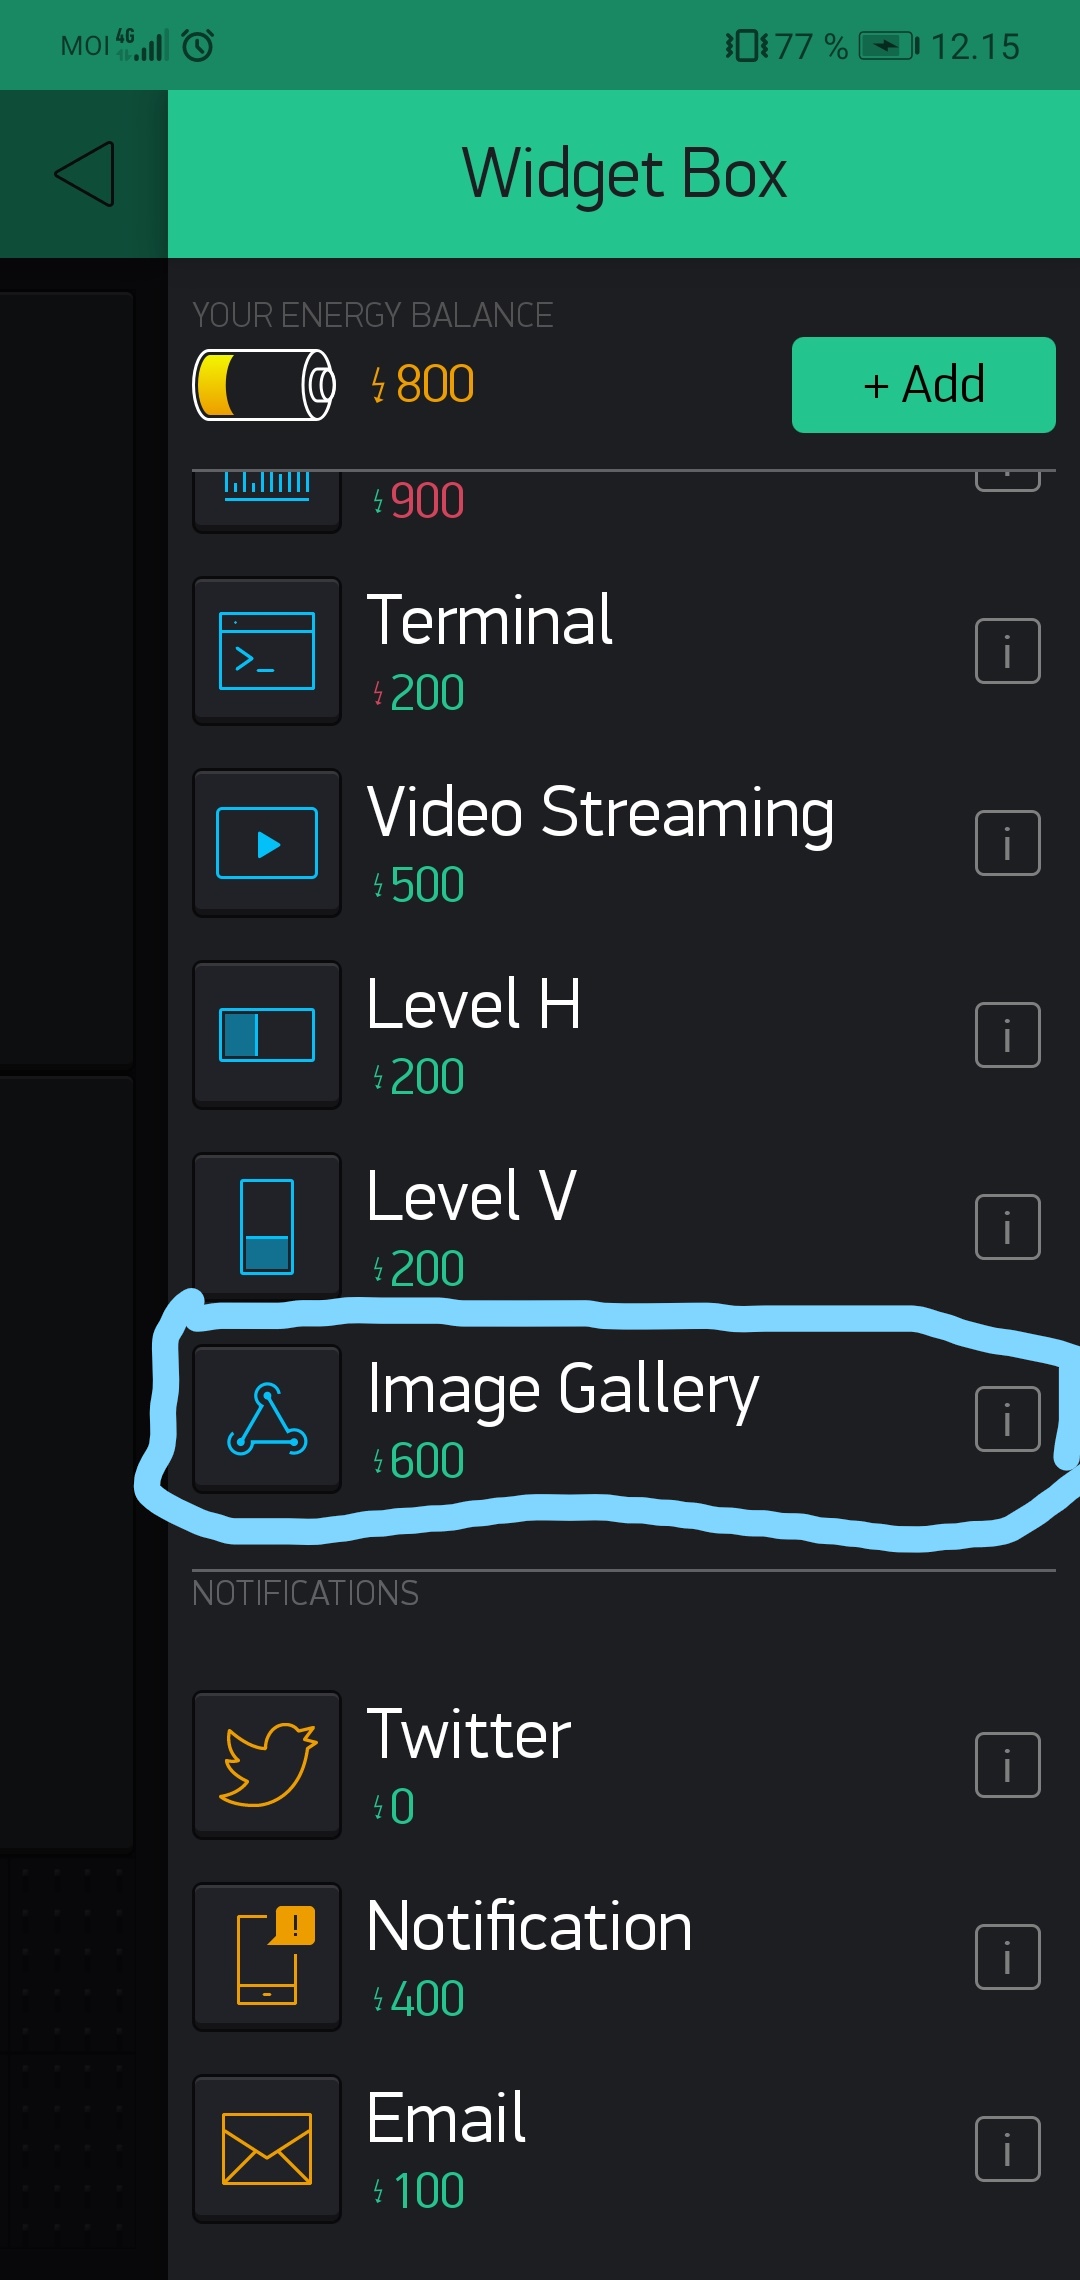 MOI 4G 77 % 12.15
Widget Box
YOUR ENERGY BALANCE
800
+ Add
900
Terminal
200
i
Video Streaming
500
i
Level H
200
i
Level V
200
i
Image Gallery
600
i
NOTIFICATIONS
Twitter
0
i
Notification
400
i
Email
100
i